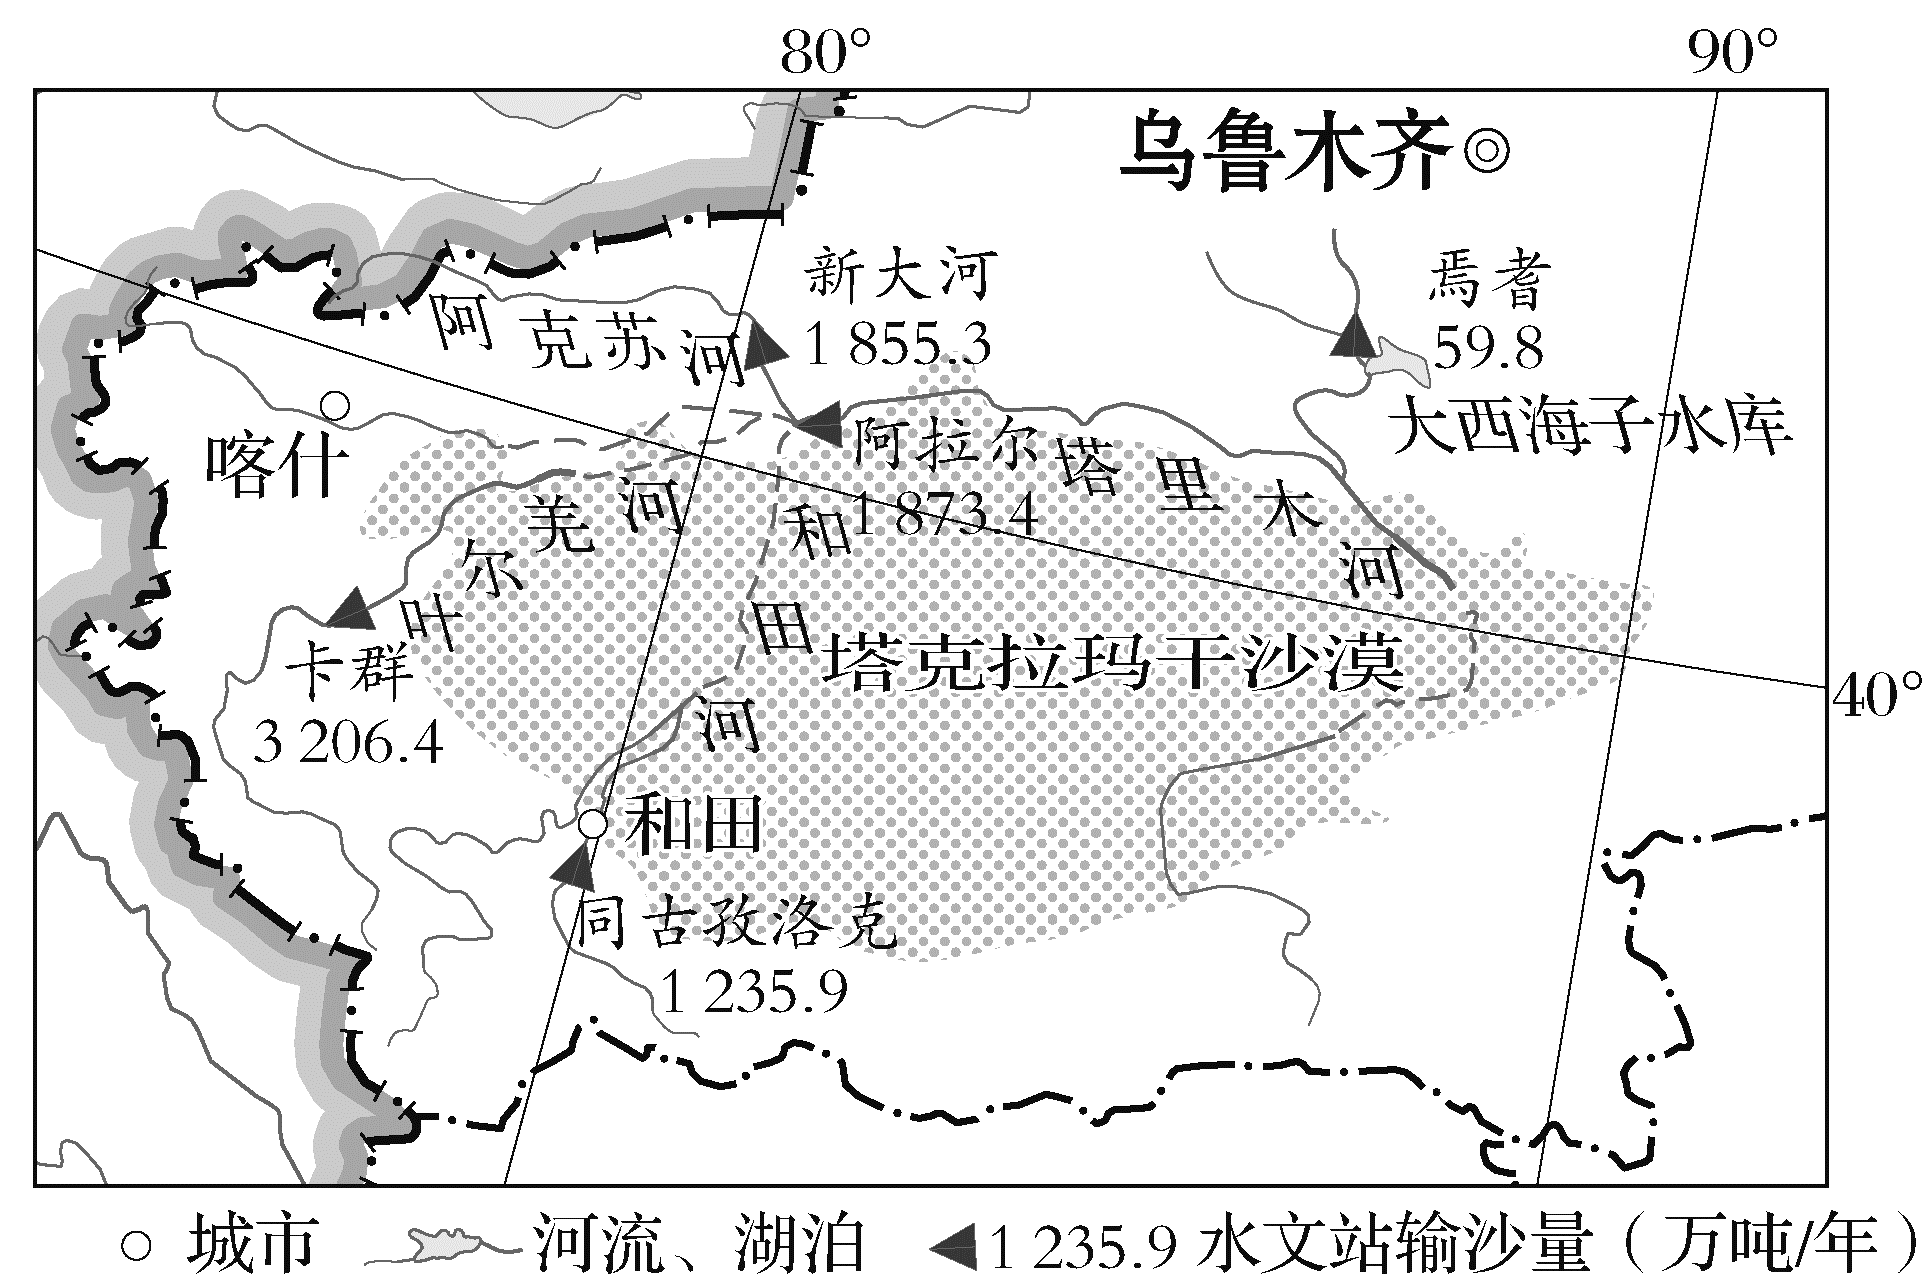 80°
90°
乌鲁木齐
新大河
1 855.3
焉耆
59.8
大西海子水库
阿克苏河
喀什
阿拉尔
1 873.4
塔里木河
叶尔羌河
和田河
塔克拉玛干沙漠
卡群
3 206.4
40°
和田
同古孜洛克
1 235.9
城市
河流、湖泊
1 235.9 水文站输沙量（万吨/年）